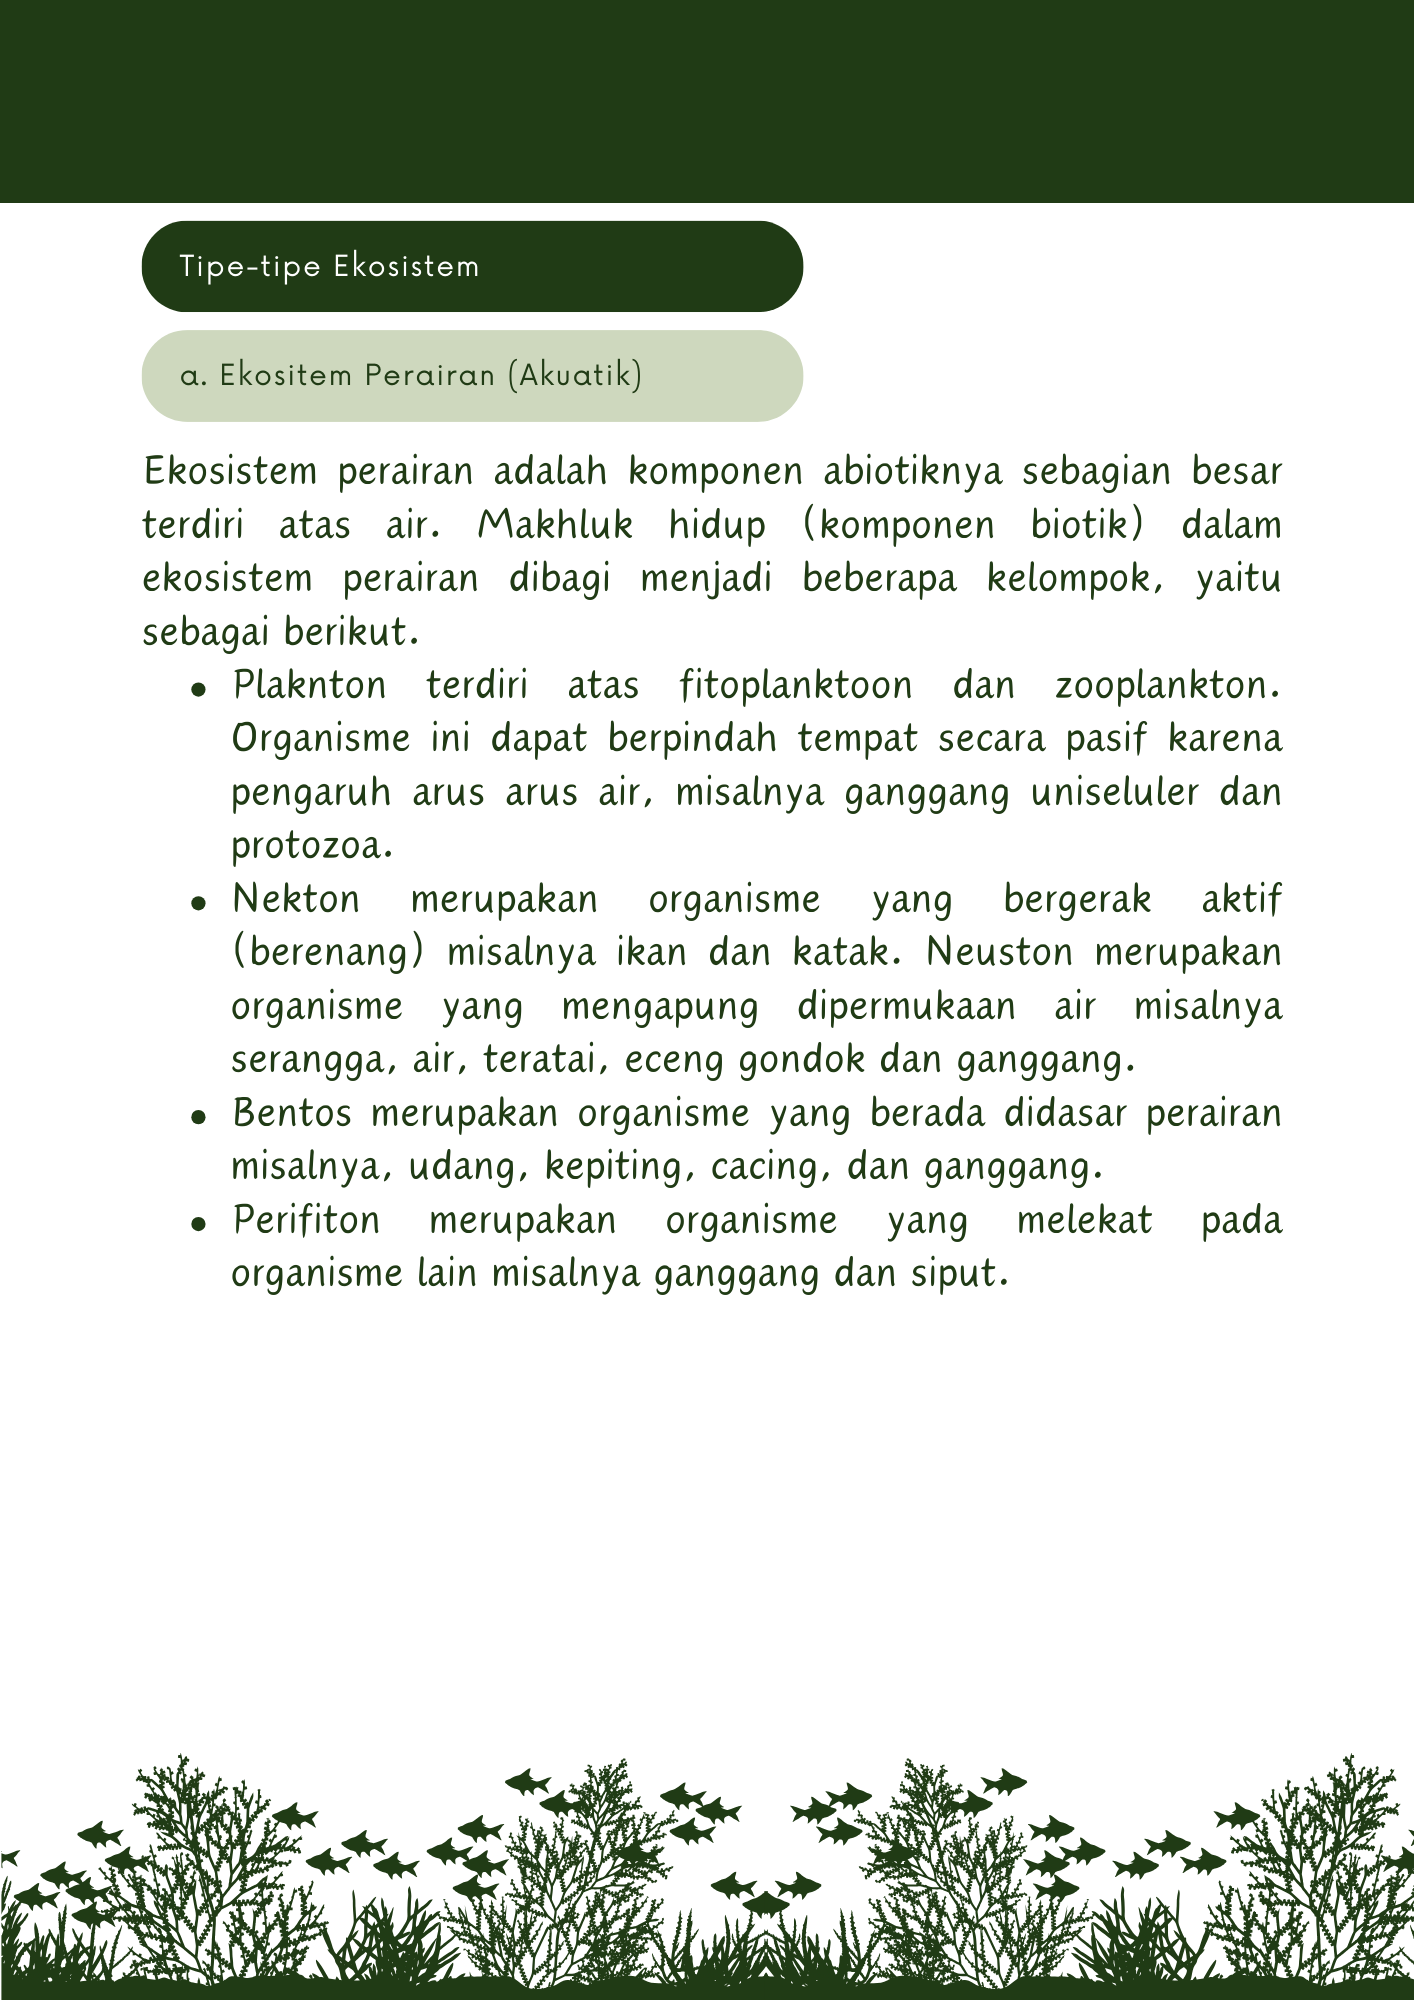 Tipe-tipe Ekosistem
a. Ekositem Perairan (Akuatik)
Ekosistem perairan adalah komponen abiotiknya sebagian besar
terdiri atas air. Makhluk hidup (komponen biotik) dalam
ekosistem perairan dibagi menjadi beberapa kelompok, yaitu
sebagai berikut.
• Plaknton terdiri atas fitoplanktoon dan zooplankton.
Organisme ini dapat berpindah tempat secara pasif karena
pengaruh arus arus air, misalnya ganggang uniseluler dan
protozoa.
• Nekton merupakan organisme yang bergerak aktif
(berenang) misalnya ikan dan katak. Neuston merupakan
organisme yang mengapung dipermukaan air misalnya
serangga, air, teratai, eceng gondok dan ganggang.
• Bentos merupakan organisme yang berada didasar perairan
misalnya, udang, kepiting, cacing, dan ganggang.
• Perifiton merupakan organisme yang melekat pada
organisme lain misalnya ganggang dan siput.